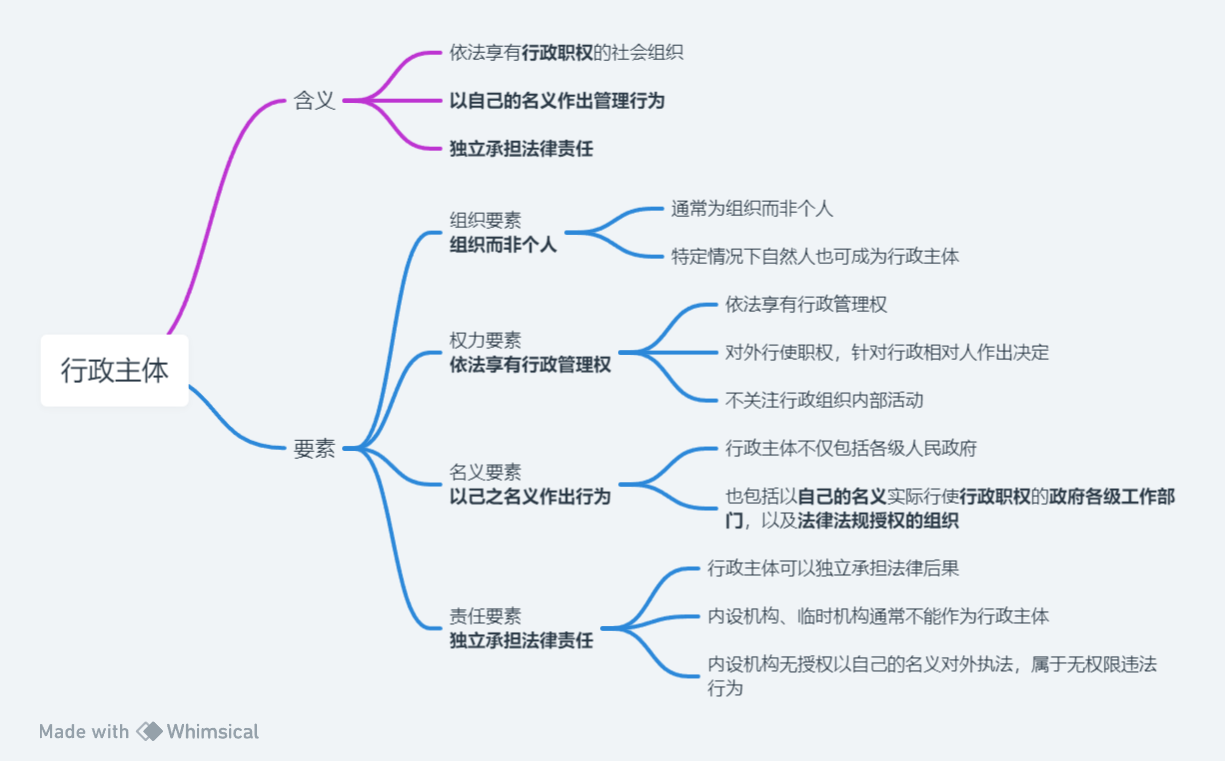 行政主体
含义
依法享有行政职权的社会组织
以自己的名义作出管理行为
独立承担法律责任
要素
组织要素
组织而非个人
通常为组织而非个人
特定情况下自然人也可成为行政主体
权力要素
依法享有行政管理权
依法享有行政管理权
对外行使职权，针对行政相对人作出决定
不关注行政组织内部活动
名义要素
以己之名义作出行为
行政主体不仅包括各级人民政府
也包括以自己的名义实际行使行政职权的政府各级工作部
门，以及法律法规授权的组织
责任要素
独立承担法律责任
行政主体可以独立承担法律后果
内设机构、临时机构通常不能作为行政主体
内设机构无授权以自己的名义对外执法，属于无权限违法
行为
Made with Whimsical